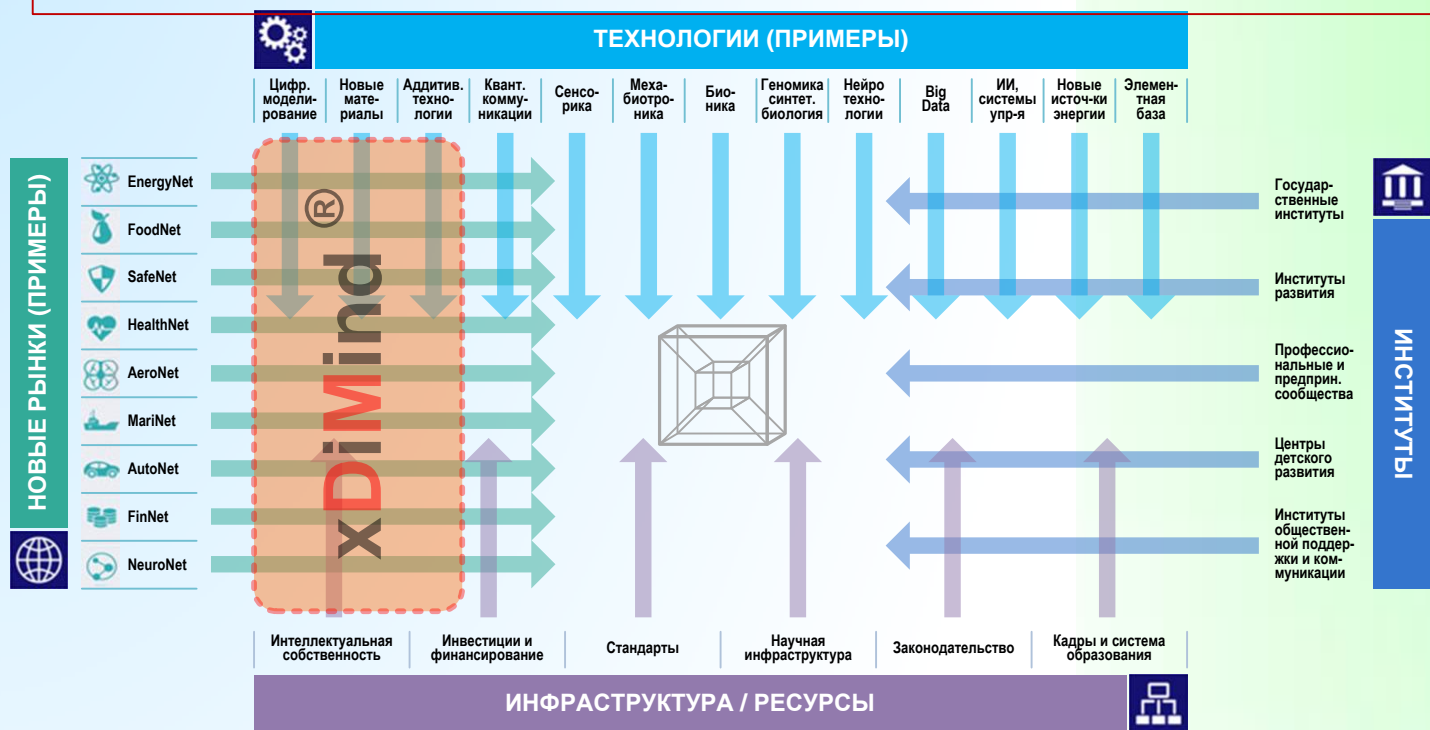 ТЕХНОЛОГИИ (ПРИМЕРЫ)
Цифр.
модели-
рование
Новые
мате-
риалы
Аддитив.
техно-
логии
Квант.
комму-
никации
Сенсо-
рика
Меха-
биотро-
ника
Био-
ника
Геномика
синтет.
биология
Нейро
техно-
логии
Big
Data
ИИ,
системы
упр-я
Новые
источ-ки
энергии
Элемен-
тная
база
НОВЫЕ РЫНКИ (ПРИМЕРЫ)
EnergyNet
FoodNet
SafeNet
HealthNet
AeroNet
MariNet
AutoNet
FinNet
NeuroNet
xDiMind ®
Государ-
ственные
институты
Институты
развития
Профессио-
нальные и
предприн.
сообщества
Центры
детского
развития
Институты
обществен-
ной поддер-
жки и ком-
муникации
ИНСТИТУТЫ
Интеллектуальная
собственность
Инвестиции и
финансирование
Стандарты
Научная
инфраструктура
Законодательство
Кадры и система
образования
ИНФРАСТРУКТУРА / РЕСУРСЫ